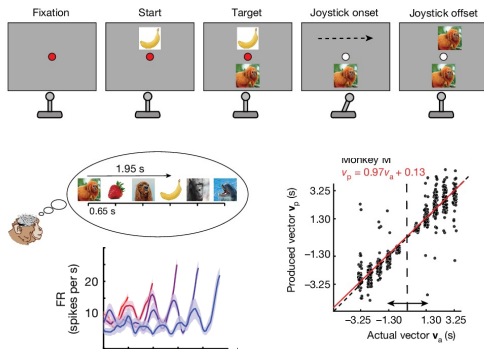 Fixation
Start
Target
Joystick onset
Joystick offset
1.95 s
0.65 s
FR
(spikes per s)
20
10
Monkey M
vp = 0.97va + 0.13
Produced vector vp (s)
3.25
1.30
−1.30
−3.25
−3.25 −1.30 1.30 3.25
Actual vector va (s)